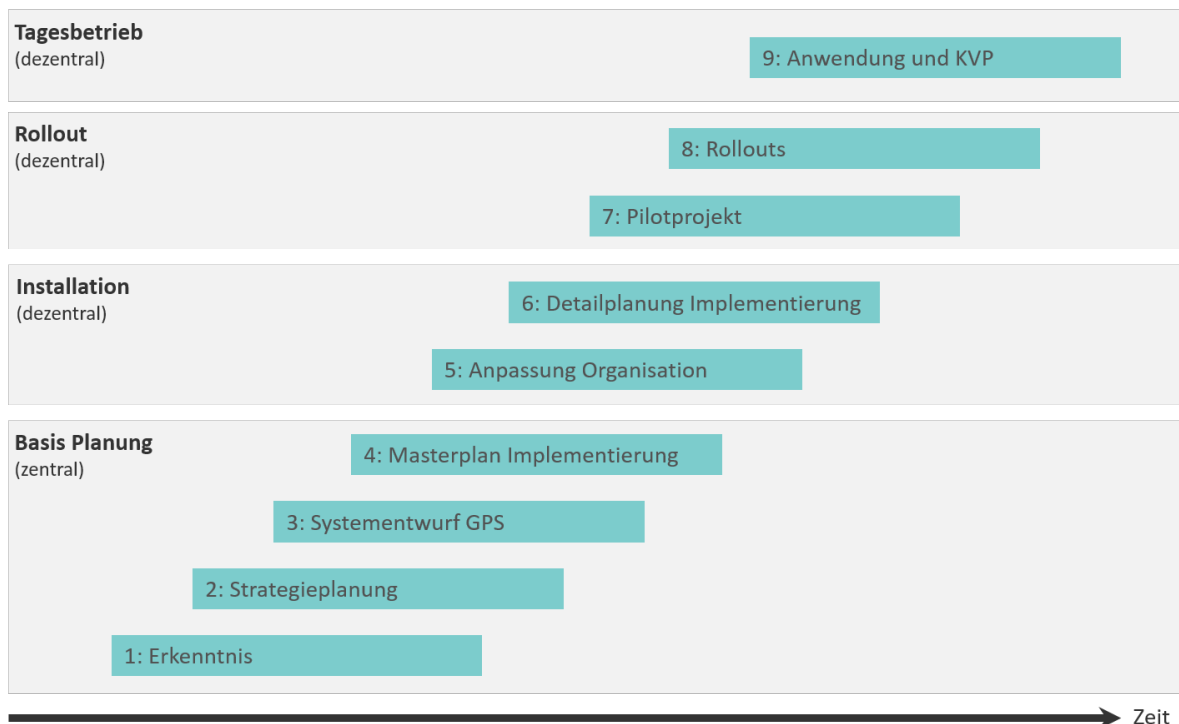 Tagesbetrieb
(dezentral)
9: Anwendung und KVP
Rollout
(dezentral)
8: Rollouts
7: Pilotprojekt
Installation
(dezentral)
6: Detailplanung Implementierung
5: Anpassung Organisation
Basis Planung
(zentral)
4: Masterplan Implementierung
3: Systementwurf GPS
2: Strategieplanung
1: Erkenntnis
Zeit